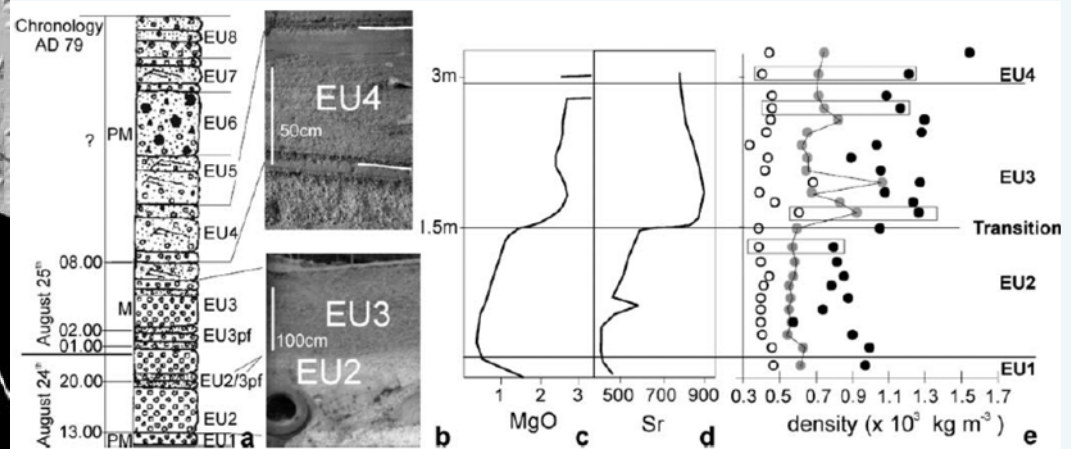 Chronology
AD 79
?
PM
EU8
EU7
EU6
EU5
EU4
08.00
August 25th
M
EU3
02.00
EU3pf
01.00
August 24th
20.00
EU2/3pf
EU2
13.00
PM
EU1
a
EU4
50cm
EU3
100cm
EU2
b
3m
1.5m
1 2 3
MgO
c
500 700 900
Sr
d
EU4
EU3
Transition
EU2
EU1
0.3 0.5 0.7 0.9 1.1 1.3 1.7
density (x 10³ kg m⁻³)
e